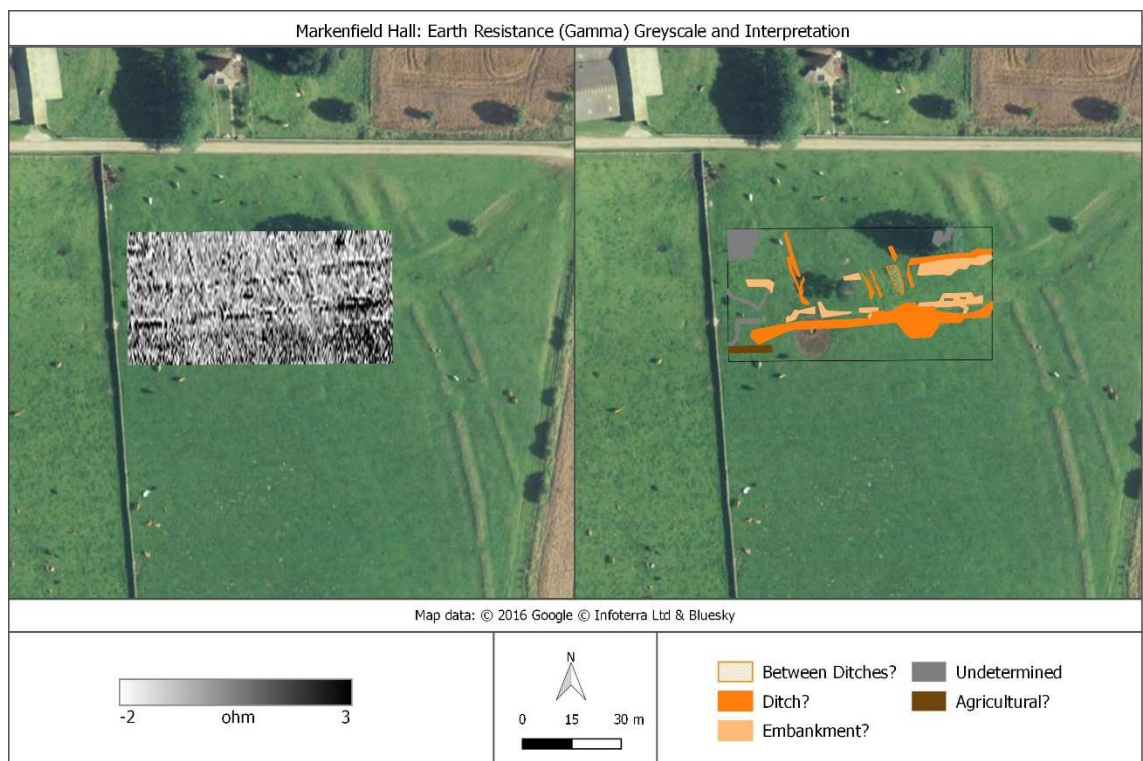 Markenfield Hall: Earth Resistance (Gamma) Greyscale and Interpretation
Map data: © 2016 Google © Infoterra Ltd & Bluesky
-2 ohm 3
N
0 15 30 m
Between Ditches?
Ditch?
Embankment?
Undetermined
Agricultural?